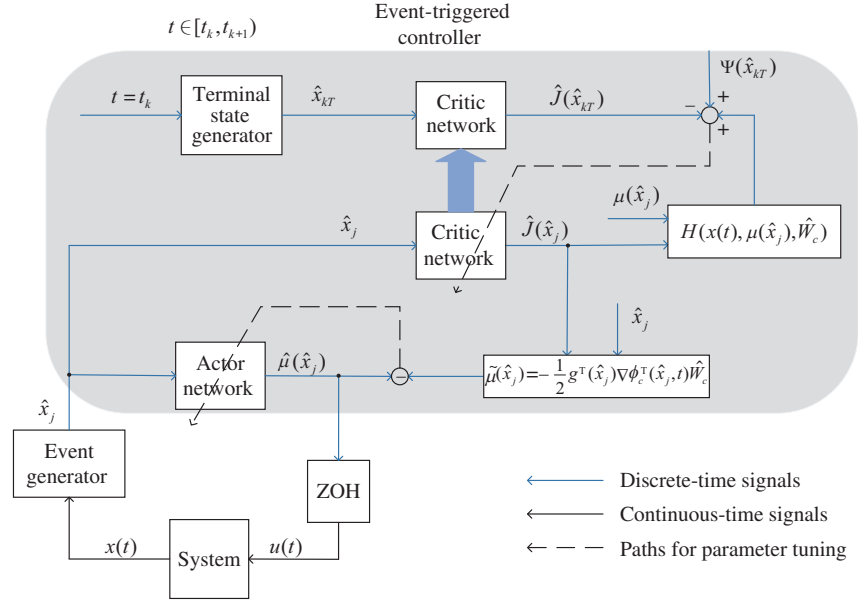 t ∈ [t_k, t_{k+1})
Event-triggered
controller
Ψ(x̂_{kT})
t = t_k
Terminal
state
generator
x̂_{kT}
Critic
network
Ĵ(x̂_{kT})
−
+
+
μ(x̂_j)
x̂_j
Critic
network
Ĵ(x̂_j)
H(x(t), μ(x̂_j), Ŵ_c)
x̂_j
Actor
network
μ̂(x̂_j)
−
μ̃(x̂_j)=−1/2 g^T(x̂_j)∇ϕ_c^T(x̂_j,t)Ŵ_c
x̂_j
Event
generator
ZOH
x(t)
System
u(t)
Discrete-time signals
Continuous-time signals
Paths for parameter tuning